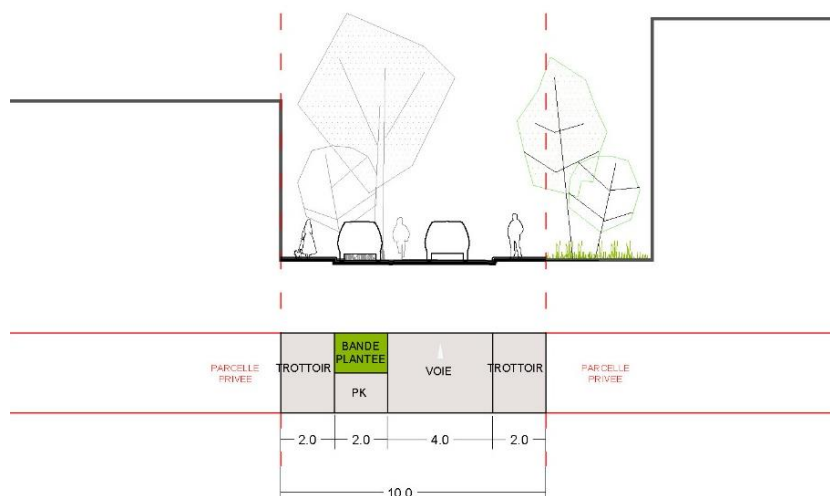 PARCELLE
PRIVEE
TROTTOIR
BANDE
PLANTEE
PK
VOIE
TROTTOIR
PARCELLE
PRIVEE
2.0
2.0
4.0
2.0
10.0